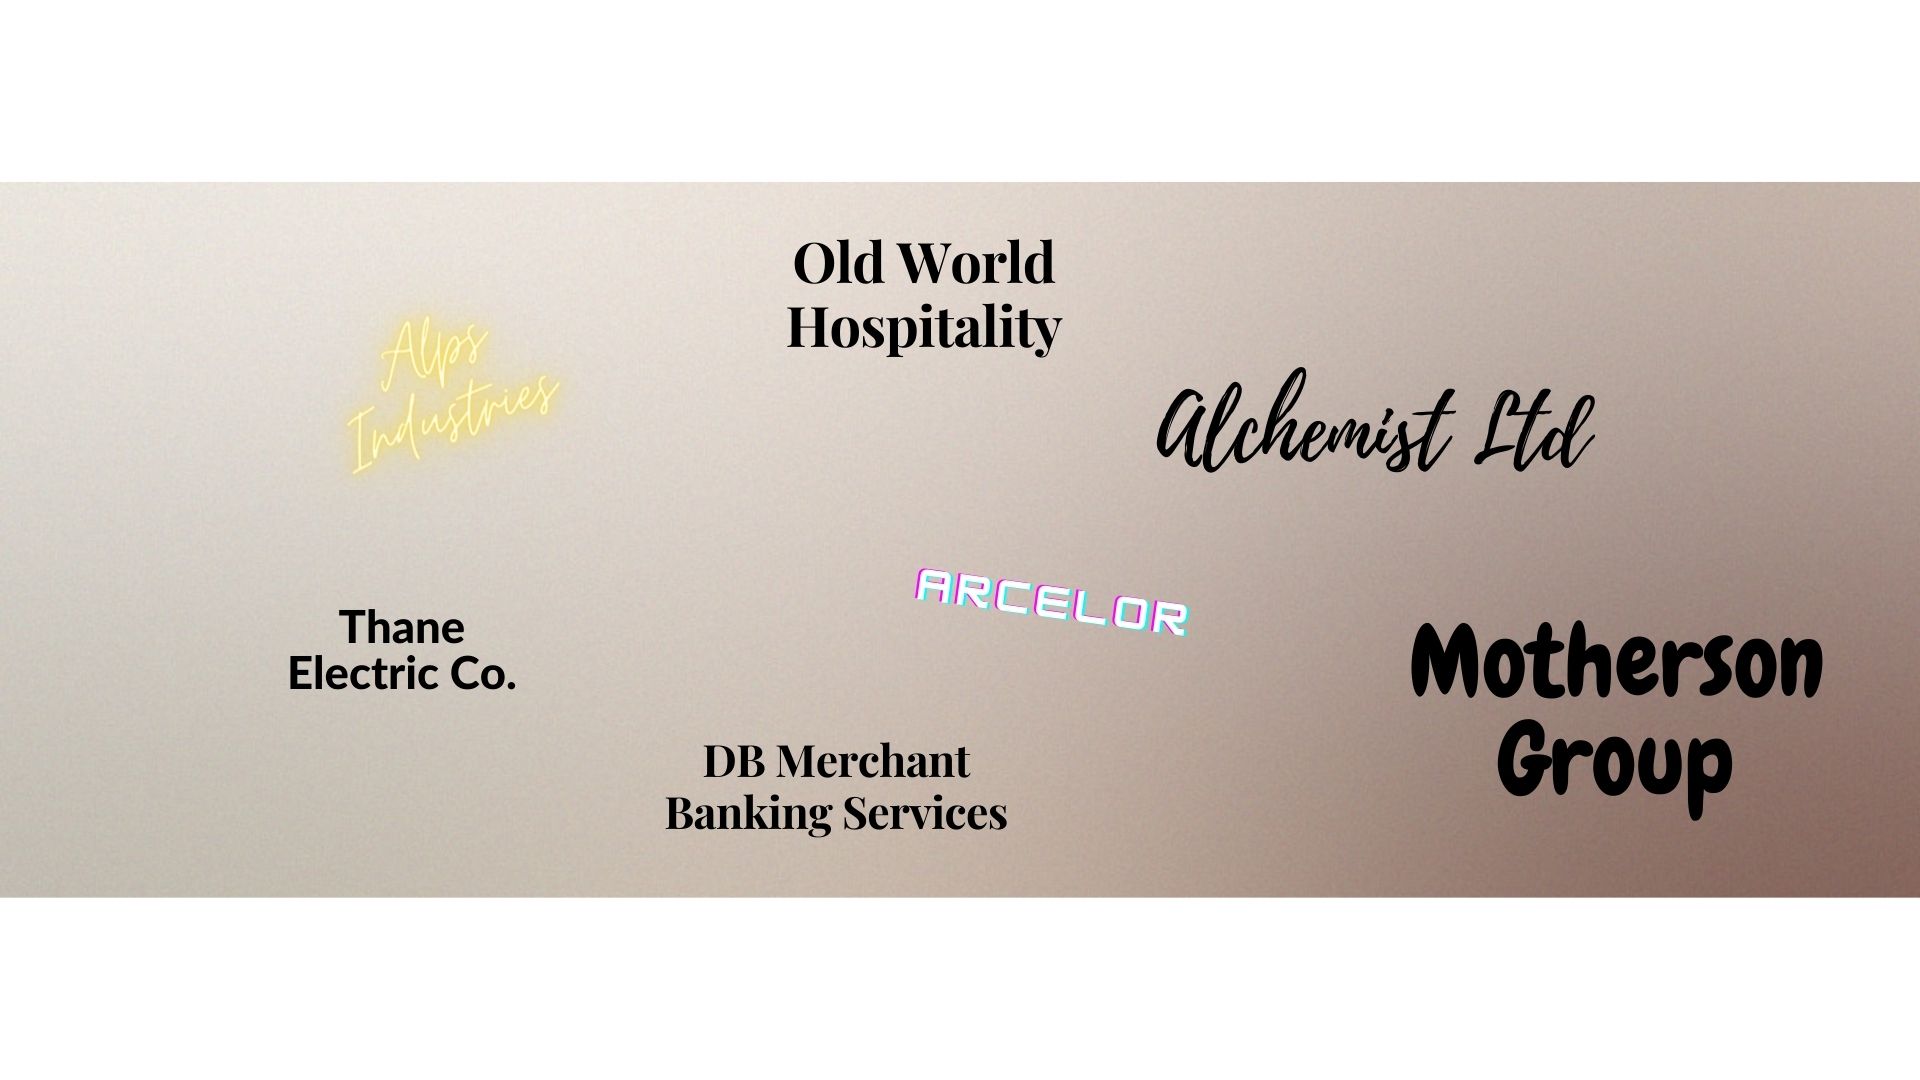 Old World
Hospitality
Alps
Industries
Alchemist Ltd
ARCELOR
Thane
Electric Co.
Motherson
Group
DB Merchant
Banking Services